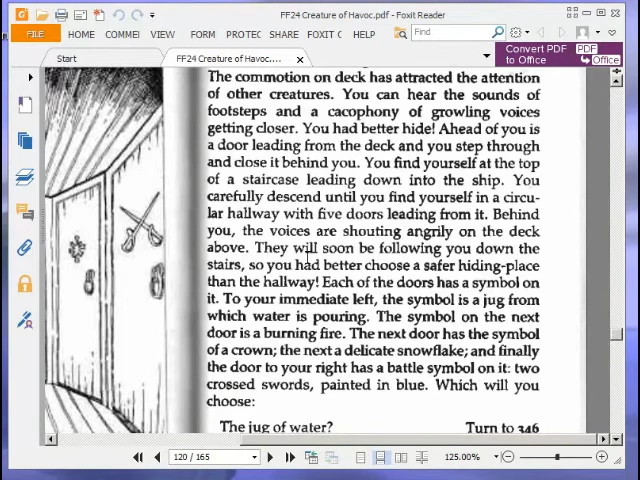 FF24 Creature of Havoc.pdf - Foxit Reader
FILE HOME COMME VIEW FORM PROTEC SHARE FOXIT C HELP Find
Start FF24 Creature of Havoc.... Convert PDF to Office PDF Office
The commotion on deck has attracted the attention
of other creatures. You can hear the sounds of
footsteps and a cacophony of growling voices
getting closer. You had better hide! Ahead of you is
a door leading from the deck and you step through
and close it behind you. You find yourself at the top
of a staircase leading down into the ship. You
carefully descend until you find yourself in a circu-
lar hallway with five doors leading from it. Behind
you, the voices are shouting angrily on the deck
above. They will soon be following you down the
stairs, so you had better choose a safer hiding-place
than the hallway! Each of the doors has a symbol on
it. To your immediate left, the symbol is a jug from
which water is pouring. The symbol on the next
door is a burning fire. The next door has the symbol
of a crown; the next a delicate snowflake; and finally
the door to your right has a battle symbol on it: two
crossed swords, painted in blue. Which will you
choose:
The jug of water? Turn to 346
120 / 165 125.00%